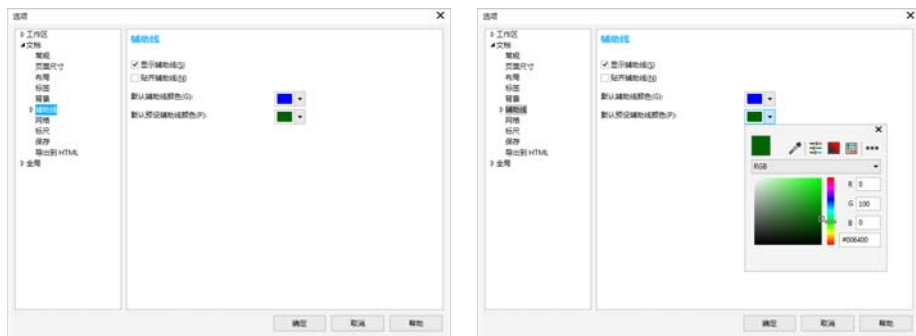 选项
工作区
文档
常规
页面尺寸
布局
标签
背景
辅助线
网格
标尺
保存
导出到 HTML
全局
辅助线
显示辅助线(S)
贴齐辅助线(N)
默认辅助线颜色(G):
默认预设辅助线颜色(P):
确定 取消 帮助
选项
工作区
文档
常规
页面尺寸
布局
标签
背景
辅助线
网格
标尺
保存
导出到 HTML
全局
辅助线
显示辅助线(S)
贴齐辅助线(N)
默认辅助线颜色(G):
默认预设辅助线颜色(P):
RGB
R 0
G 100
B 0
#006400
确定 取消 帮助